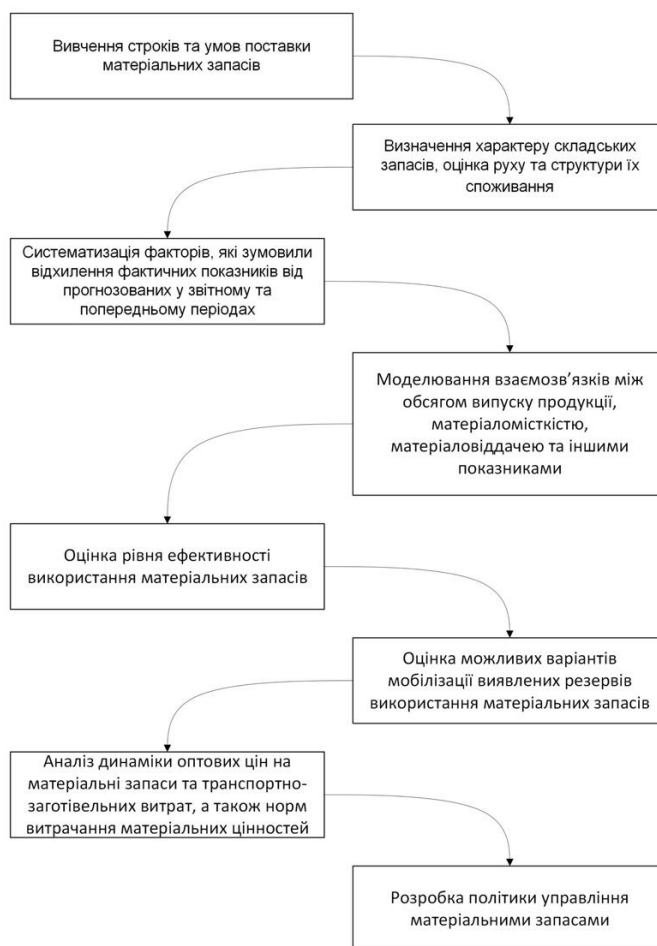 Вивчення строків та умов поставки
матеріальних запасів
Визначення характеру складських
запасів, оцінка руху та структури їх
споживання
Систематизація факторів, які зумовили
відхилення фактичних показників від
прогнозованих у звітному та
попередньому періодах
Моделювання взаємозв’язків між
обсягом випуску продукції,
матеріаломісткістю,
матеріаловіддачею та іншими
показниками
Оцінка рівня ефективності
використання матеріальних запасів
Оцінка можливих варіантів
мобілізації виявлених резервів
використання матеріальних запасів
Аналіз динаміки оптових цін на
матеріальні запаси та транспортно-
заготівельних витрат, а також норм
витрачання матеріальних цінностей
Розробка політики управління
матеріальними запасами